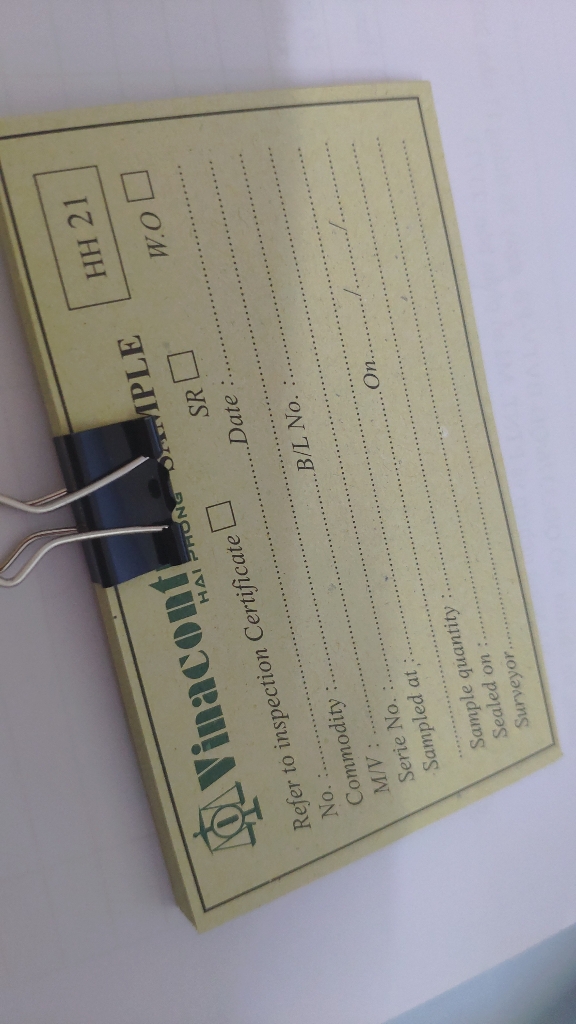 HH 21
Vinacont
HAI PHONG
SAMPLE
Refer to inspection Certificate □ SR □ W.O □
No. :.................... Date :....................
Commodity :....................
M/V : .................... B/L No. :....................
Serie No. :....................
Sampled at :.................... On........../........../..........
....................
Sample quantity :....................
Sealed on :....................
Surveyor....................